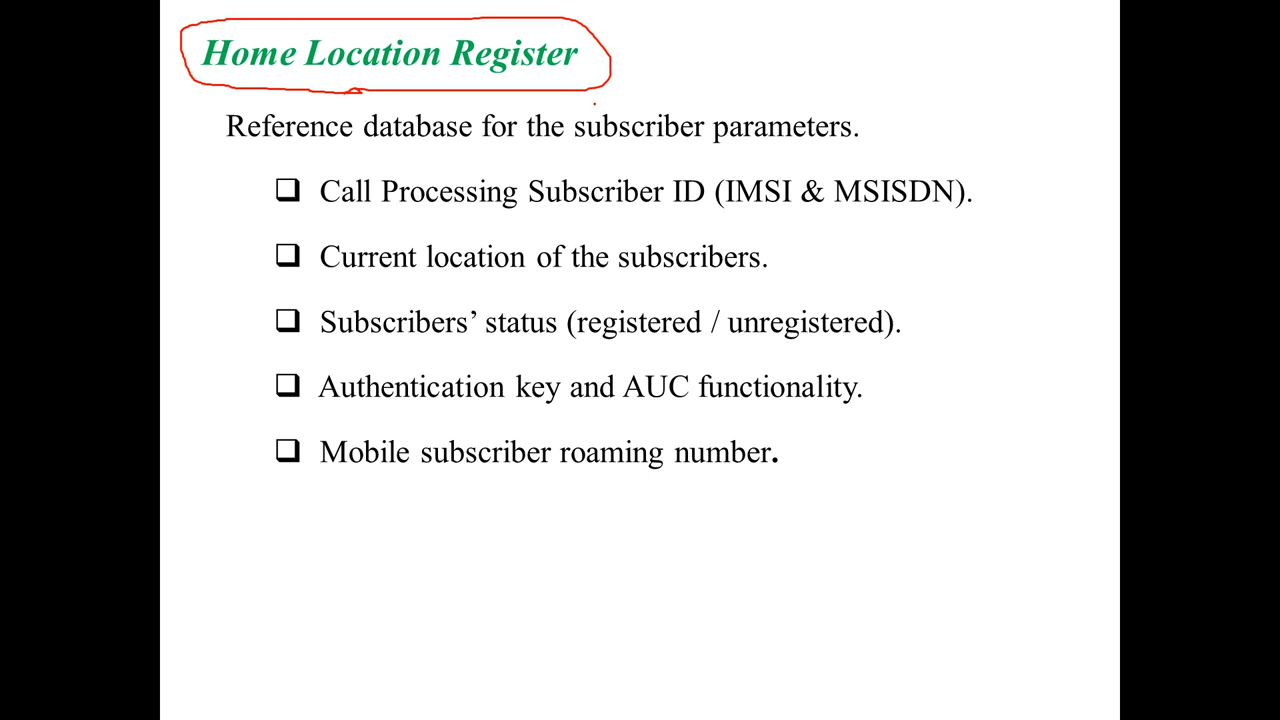 Home Location Register
Reference database for the subscriber parameters.
❑ Call Processing Subscriber ID (IMSI & MSISDN).
❑ Current location of the subscribers.
❑ Subscribers’ status (registered / unregistered).
❑ Authentication key and AUC functionality.
❑ Mobile subscriber roaming number.